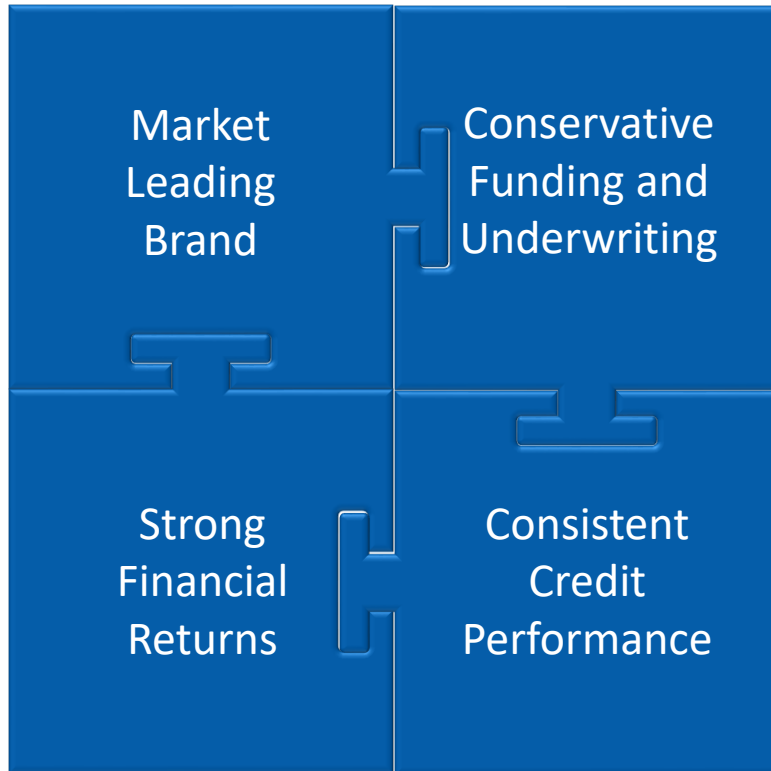 Market
Leading
Brand
Conservative
Funding and
Underwriting
Strong
Financial
Returns
Consistent
Credit
Performance